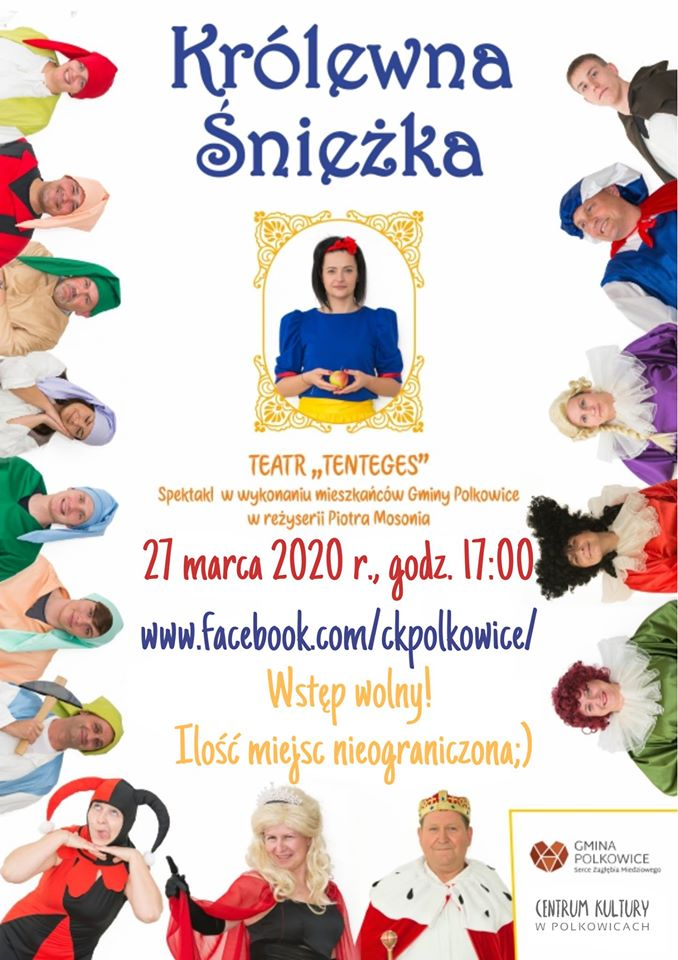 Królewna
Śnieżka
TEATR „TENTEGES”
Spektakl w wykonaniu mieszkańców Gminy Polkowice
w reżyserii Piotra Mosonia
27 marca 2020 r., godz. 17:00
www.facebook.com/ckpolkowice/
Wstęp wolny!
Ilość miejsc nieograniczona;)
GMINA
POLKOWICE
Serce Zagłębia Miedziowego
CENTRUM KULTURY
W POLKOWICACH